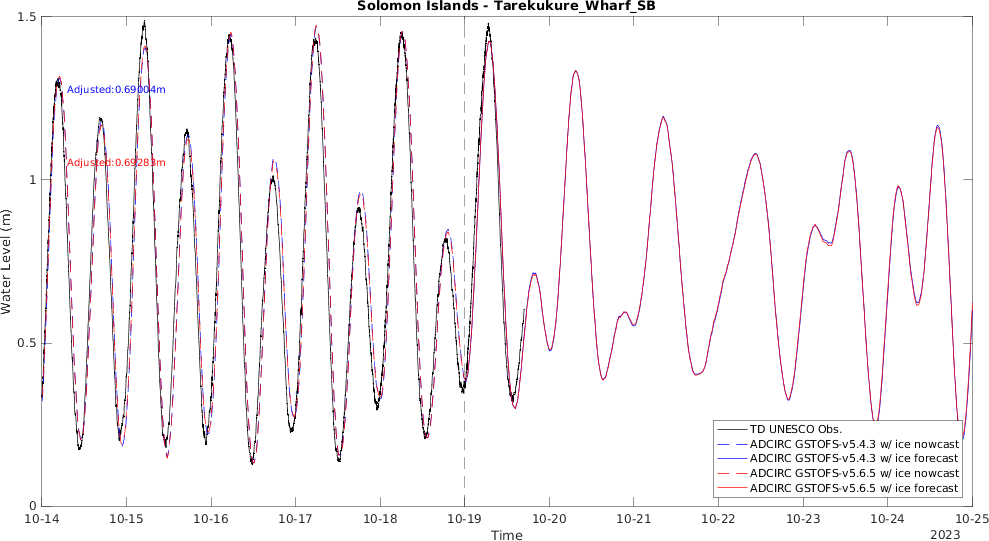 Solomon Islands - Tarekukure_Wharf_SB
1.5
Adjusted:0.69004m
Adjusted:0.69283m
1
Water Level (m)
0.5
TD UNESCO Obs.
ADCIRC GSTOFS-v5.4.3 w/ ice nowcast
ADCIRC GSTOFS-v5.4.3 w/ ice forecast
ADCIRC GSTOFS-v5.6.5 w/ ice nowcast
ADCIRC GSTOFS-v5.6.5 w/ ice forecast
0
10-14 10-15 10-16 10-17 10-18 10-19 10-20 10-21 10-22 10-23 10-24 10-25
Time
2023